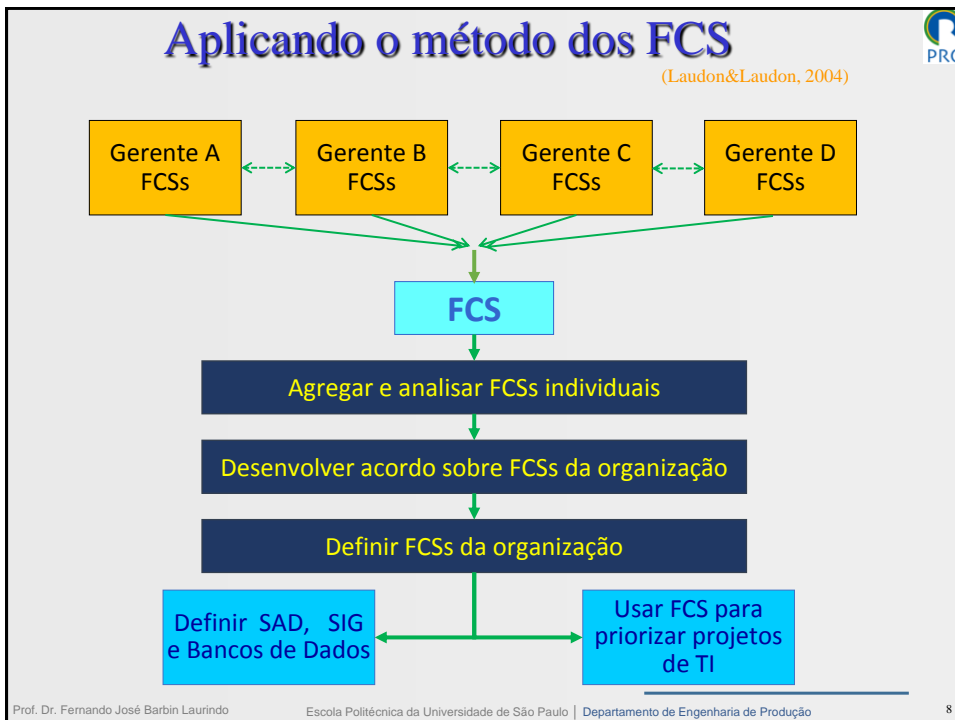 Aplicando o método dos FCS
(Laudon&Laudon, 2004)
Gerente A
FCSs
Gerente B
FCSs
Gerente C
FCSs
Gerente D
FCSs
FCS
Agregar e analisar FCSs individuais
Desenvolver acordo sobre FCSs da organização
Definir FCSs da organização
Definir SAD, SIG
e Bancos de Dados
Usar FCS para
priorizar projetos
de TI
Prof. Dr. Fernando José Barbin Laurindo
Escola Politécnica da Universidade de São Paulo | Departamento de Engenharia de Produção
8